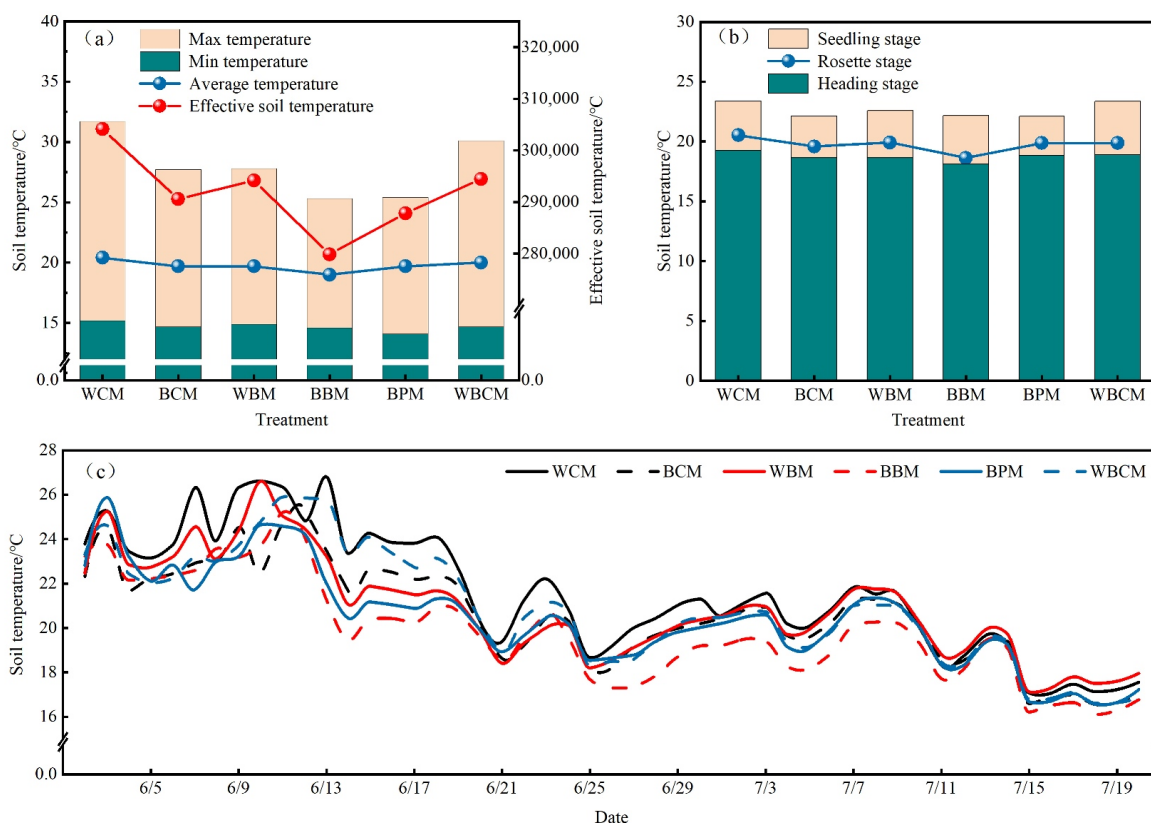 （a）
Max temperature
Min temperature
Average temperature
Effective soil temperature
Soil temperature/°C
40
35
30
25
20
15
0.0
Effective soil temperature/°C
320,000
310,000
300,000
290,000
280,000
0.0
WCM BCM WBM BBM BPM WBCM
Treatment
（b）
Seedling stage
Rosette stage
Heading stage
Soil temperature/°C
30
25
20
15
10
5
0
WCM BCM WBM BBM BPM WBCM
Treatment
（c）
WCM BCM WBM BBM BPM WBCM
Soil temperature/°C
28
26
24
22
20
18
16
0.0
6/5 6/9 6/13 6/17 6/21 6/25 6/29 7/3 7/7 7/11 7/15 7/19
Date